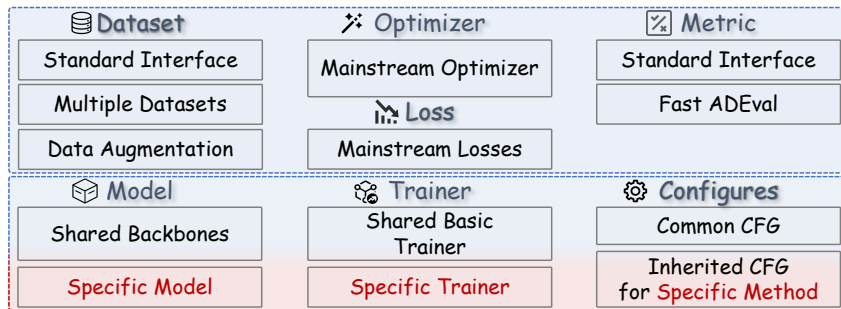 Dataset
Standard Interface
Multiple Datasets
Data Augmentation
Optimizer
Mainstream Optimizer
Loss
Mainstream Losses
Metric
Standard Interface
Fast ADEval
Model
Shared Backbones
Specific Model
Trainer
Shared Basic
Trainer
Specific Trainer
Configures
Common CFG
Inherited CFG
for Specific Method